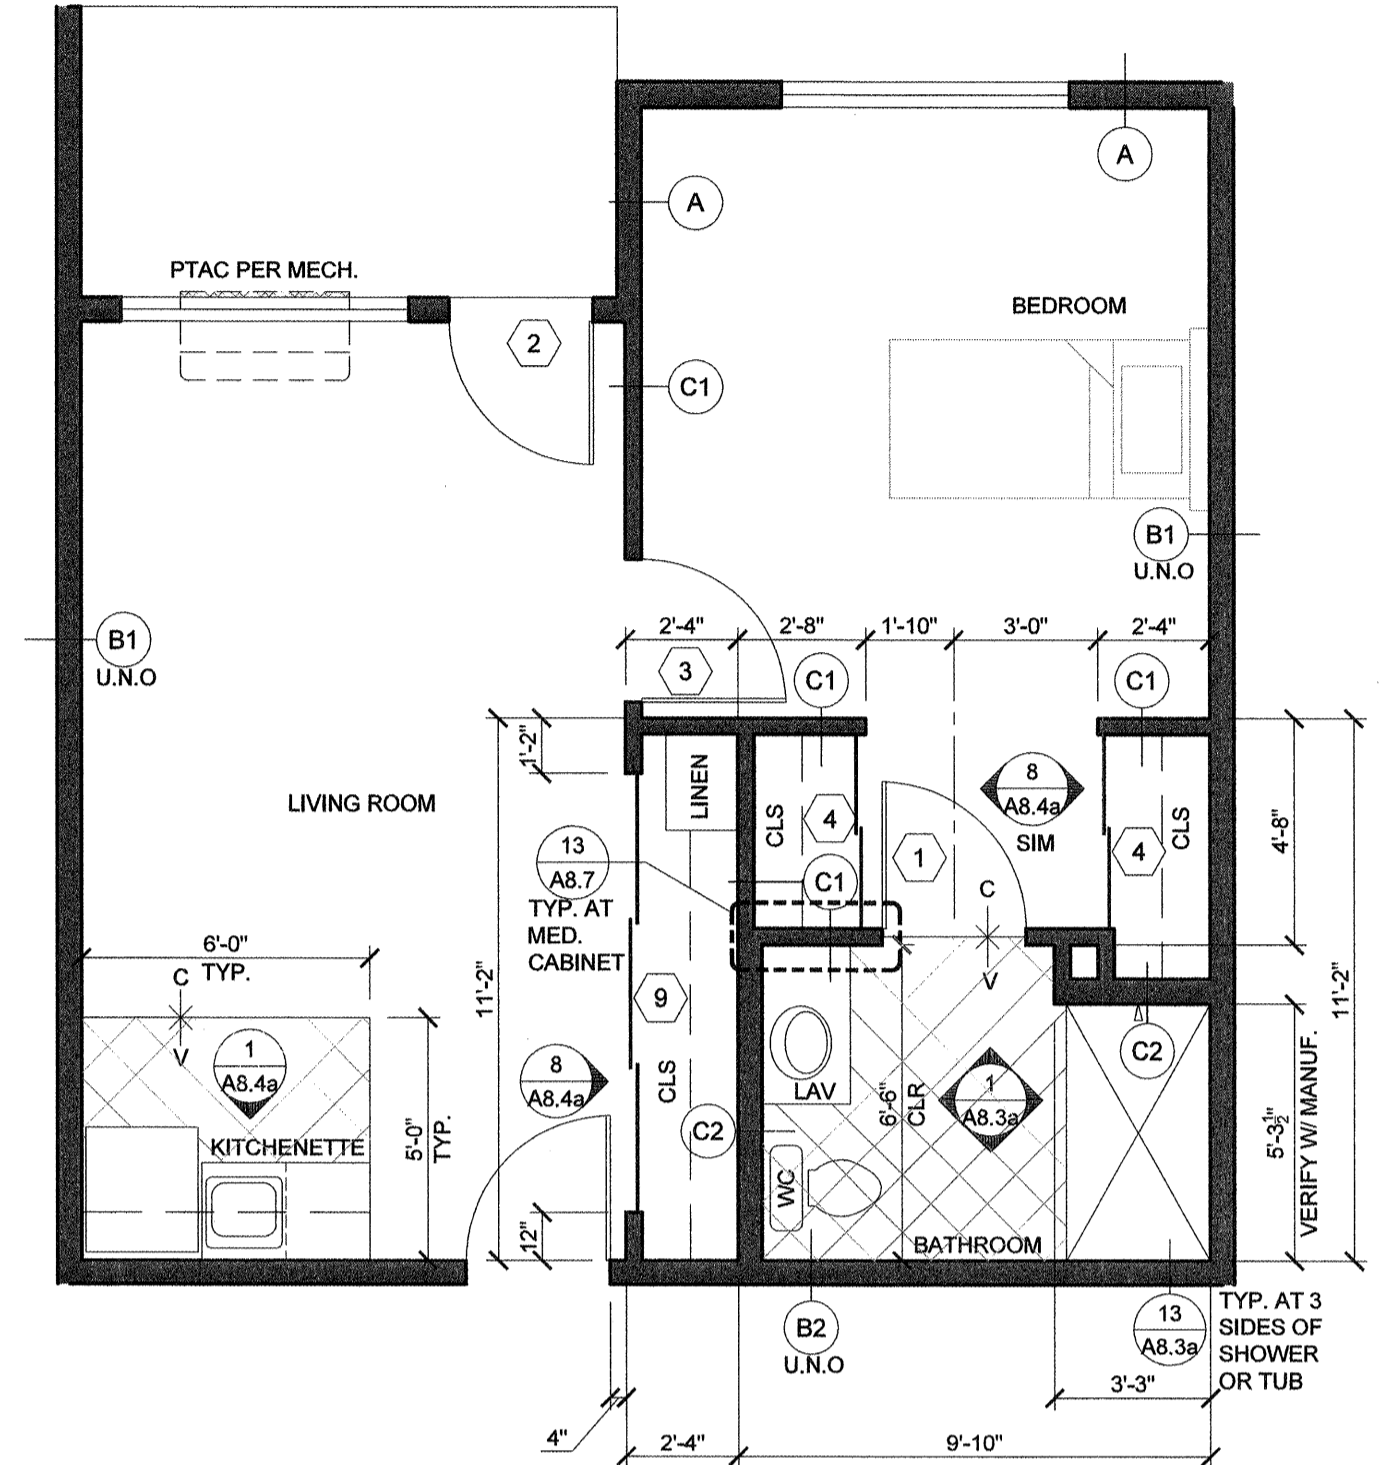 A
A
PTAC PER MECH.
2
BEDROOM
C1
B1
U.N.O
B1
U.N.O
2'-4"
2'-8"
1'-10"
3'-0"
2'-4"
3
C1
C1
1'-2"
LINEN
8
A8.4a
SIM
LIVING ROOM
CLS
4
4
CLS
4'-8"
13
A8.7
TYP. AT
MED.
CABINET
1
C1
C
V
6'-0"
TYP.
C
V
11'-2"
9
11'-2"
1
A8.4a
8
A8.4a
CLS
C2
LAV
6'-6"
CLR
1
A8.3a
C2
5'-3½"
VERIFY W/ MANUF.
KITCHENETTE
5'-0"
TYP.
12"
WC
BATHROOM
B2
U.N.O
13
A8.3a
TYP. AT 3
SIDES OF
SHOWER
OR TUB
3'-3"
4"
2'-4"
9'-10"